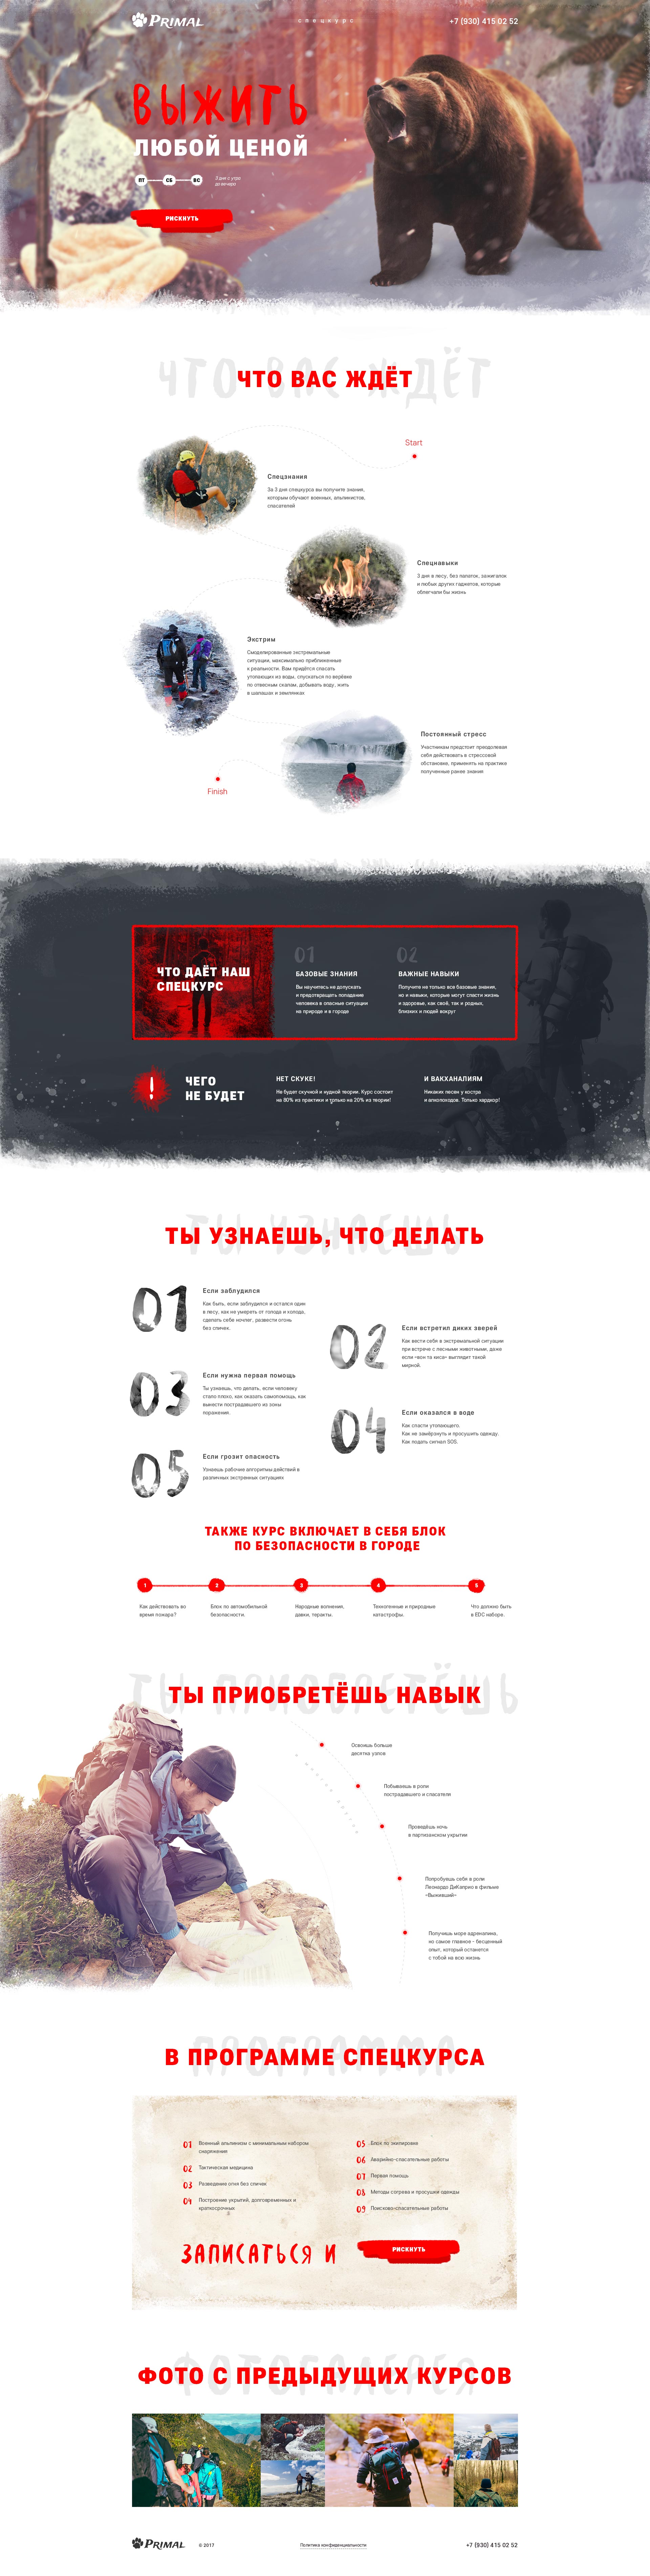 PRIMAL
спецкурс
+7 (930) 415 02 52
ВЫЖИТЬ
ЛЮБОЙ ЦЕНОЙ
ПТ СБ ВС
3 дня с утра
до вечера
РИСКНУТЬ
ЧТО ВАС ЖДЁТ
ЧТО ВАС ЖДЁТ
Start
Спецзнания
За 3 дня спецкурса вы получите знания,
которым обучают военных, альпинистов,
спасателей
Спецнавыки
3 дня в лесу, без палаток, зажигалок
и любых других гаджетов, которые
облегчали бы жизнь
Экстрим
Смоделированные экстремальные
ситуации, максимально приближенные
к реальности. Вам придётся спасать
утопающих из воды, спускаться по верёвке
по отвесным скалам, добывать воду, жить
в шалашах и землянках
Постоянный стресс
Участникам предстоит преодолевая
себя действовать в стрессовой
обстановке, применять на практике
полученные ранее знания
Finish
ЧТО ДАЁТ НАШ
СПЕЦКУРС
01
БАЗОВЫЕ ЗНАНИЯ
Вы научитесь не допускать
и предотвращать попадание
человека в опасные ситуации
на природе и в городе
02
ВАЖНЫЕ НАВЫКИ
Получите не только все базовые знания,
но и навыки, которые могут спасти жизнь
и здоровье, как своё, так и родных,
близких и людей вокруг
!
ЧЕГО
НЕ БУДЕТ
НЕТ СКУКЕ!
Не будет скучной и нудной теории. Курс состоит
на 80% из практики и только на 20% из теории!
И ВАКХАНАЛИЯМ
Никаких песен у костра
и алкопоходов. Только хардкор!
ТЫ УЗНАЕШЬ
ТЫ УЗНАЕШЬ, ЧТО ДЕЛАТЬ
01
Если заблудился
Как быть, если заблудился и остался один
в лесу, как не умереть от голода и холода,
сделать себе ночлег, развести огонь
без спичек.
02
Если встретил диких зверей
Как вести себя в экстремальной ситуации
при встрече с лесными животными, даже
если «вон та киса» выглядит такой
мирной.
03
Если нужна первая помощь
Ты узнаешь, что делать, если человеку
стало плохо, как оказать самопомощь, как
вынести пострадавшего из зоны
поражения.
04
Если оказался в воде
Как спасти утопающего.
Как не замёрзнуть и просушить одежду.
Как подать сигнал SOS.
05
Если грозит опасность
Узнаешь рабочие алгоритмы действий в
различных экстренных ситуациях
ТАКЖЕ КУРС ВКЛЮЧАЕТ В СЕБЯ БЛОК
ПО БЕЗОПАСНОСТИ В ГОРОДЕ
1 2 3 4 5
Как действовать во
время пожара?
Блок по автомобильной
безопасности.
Народные волнения,
давки, теракты.
Техногенные и природные
катастрофы.
Что должно быть
в EDC наборе.
ТЫ ПРИОБРЕТЁШЬ
ТЫ ПРИОБРЕТЁШЬ НАВЫК
Освоишь больше
десятка узлов
Побываешь в роли
пострадавшего и спасателя
Проведёшь ночь
в партизанском укрытии
Попробуешь себя в роли
Леонардо ДиКаприо в фильме
«Выживший»
Получишь море адреналина,
но самое главное - бесценный
опыт, который останется
с тобой на всю жизнь
ПРОГРАММА
В ПРОГРАММЕ СПЕЦКУРСА
01 Военный альпинизм с минимальным набором
снаряжения
02 Тактическая медицина
03 Разведение огня без спичек
04 Построение укрытий, долговременных и
краткосрочных
05 Блок по экипировке
06 Аварийно-спасательные работы
07 Первая помощь
08 Методы согрева и просушки одежды
09 Поисково-спасательные работы
ЗАПИСАТЬСЯ И
РИСКНУТЬ
ФОТОГАЛЕРЕЯ
ФОТО С ПРЕДЫДУЩИХ КУРСОВ
PRIMAL
© 2017
Политика конфиденциальности
+7 (930) 415 02 52